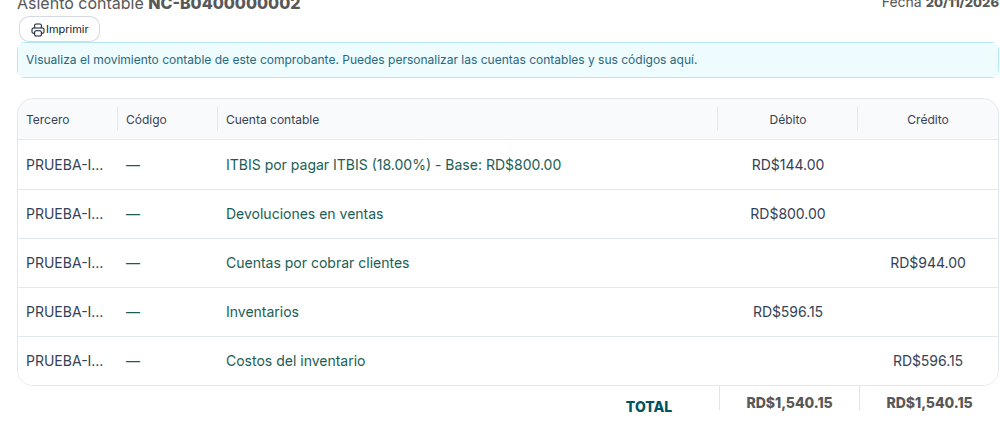 Asiento contable NC-B0400000002
Fecha 20/11/2026
Imprimir
Visualiza el movimiento contable de este comprobante. Puedes personalizar las cuentas contables y sus códigos aquí.
Tercero Código Cuenta contable Débito Crédito
PRUEBA-I... — ITBIS por pagar ITBIS (18.00%) - Base: RD$800.00 RD$144.00
PRUEBA-I... — Devoluciones en ventas RD$800.00
PRUEBA-I... — Cuentas por cobrar clientes RD$944.00
PRUEBA-I... — Inventarios RD$596.15
PRUEBA-I... — Costos del inventario RD$596.15
TOTAL RD$1,540.15 RD$1,540.15